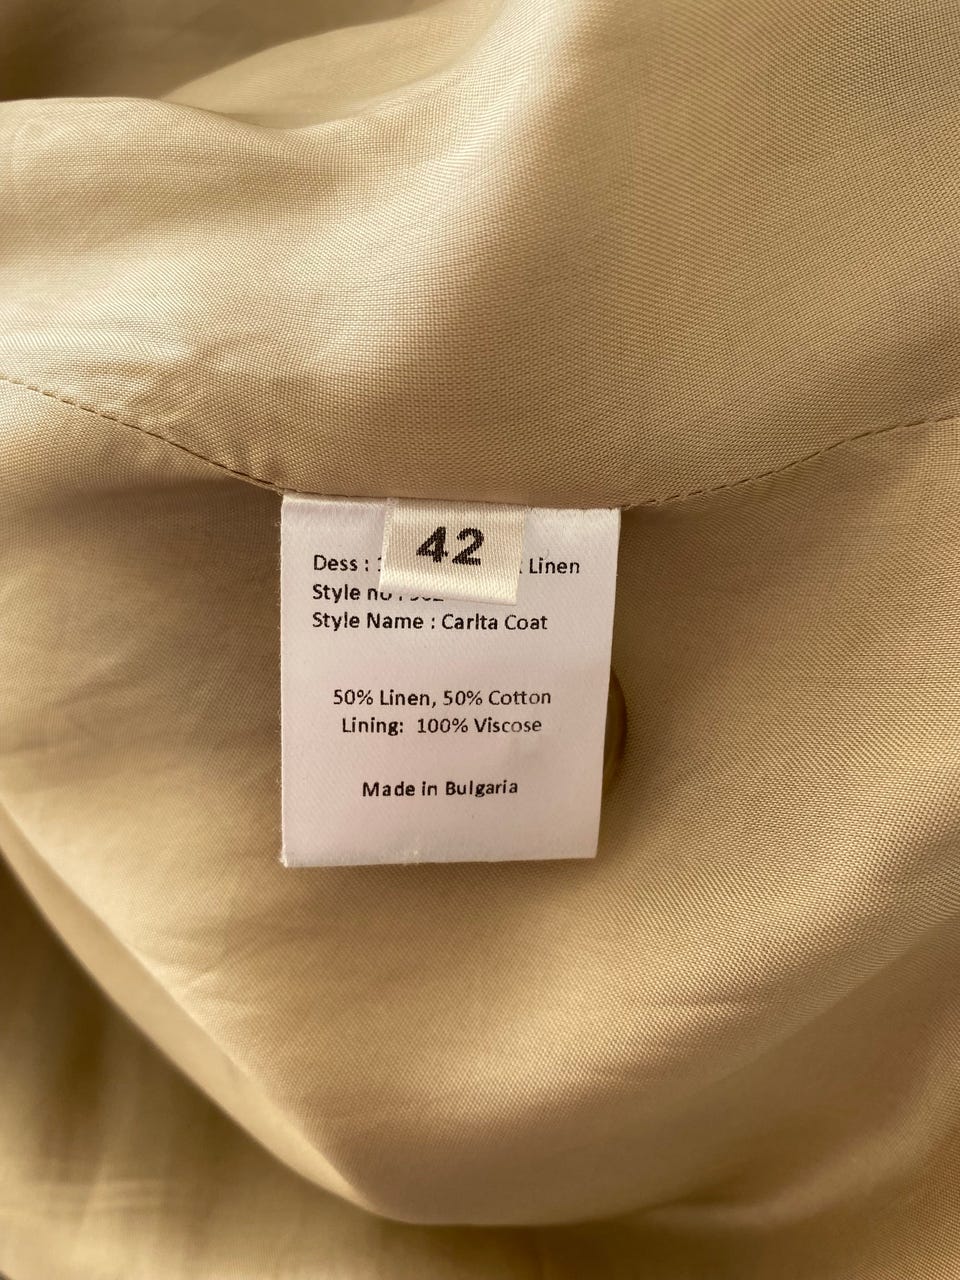 42
Dess : Linen
Style no :
Style Name : Carlta Coat
50% Linen, 50% Cotton
Lining: 100% Viscose
Made in Bulgaria